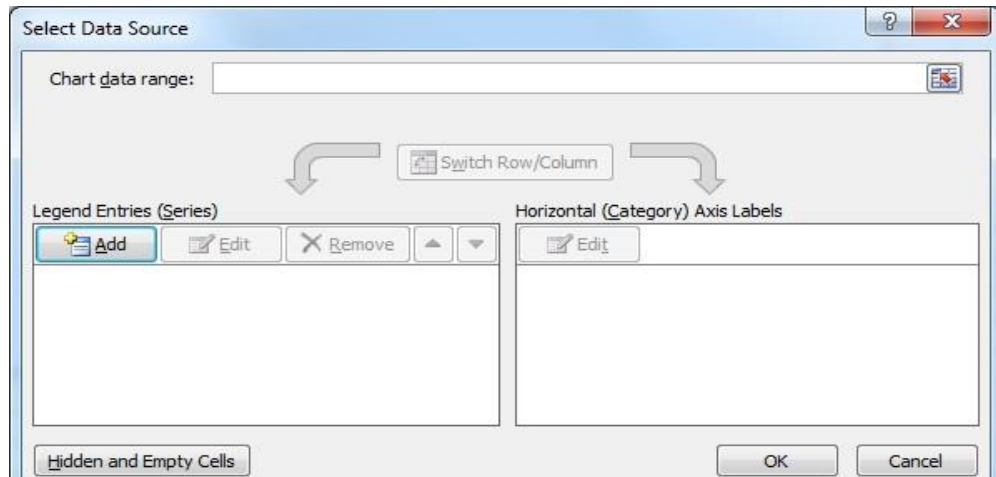 Select Data Source
?
X
Chart data range:
Switch Row/Column
Legend Entries (Series)
Horizontal (Category) Axis Labels
Add
Edit
Remove
Edit
Hidden and Empty Cells
OK
Cancel